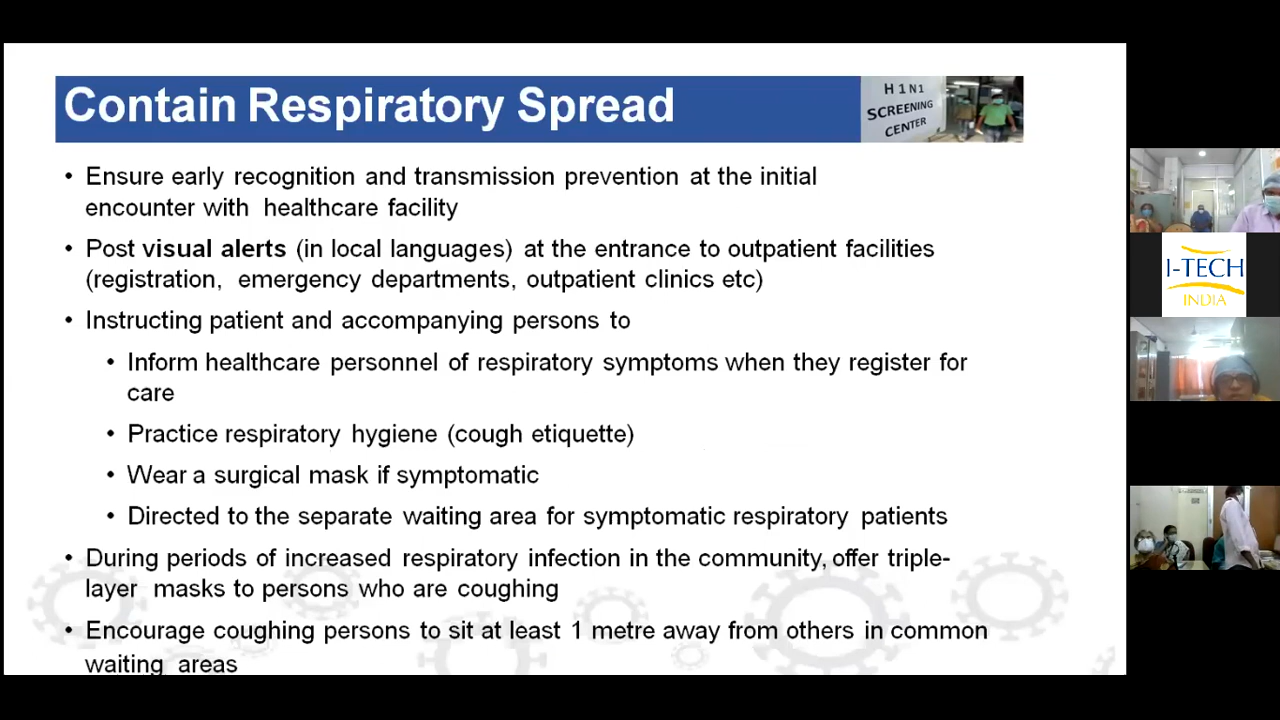 Contain Respiratory Spread
H1N1
SCREENING
CENTER
• Ensure early recognition and transmission prevention at the initial
encounter with healthcare facility
• Post visual alerts (in local languages) at the entrance to outpatient facilities
(registration, emergency departments, outpatient clinics etc)
• Instructing patient and accompanying persons to
• Inform healthcare personnel of respiratory symptoms when they register for
care
• Practice respiratory hygiene (cough etiquette)
• Wear a surgical mask if symptomatic
• Directed to the separate waiting area for symptomatic respiratory patients
• During periods of increased respiratory infection in the community, offer triple-
layer masks to persons who are coughing
• Encourage coughing persons to sit at least 1 metre away from others in common
waiting areas
I-TECH
INDIA